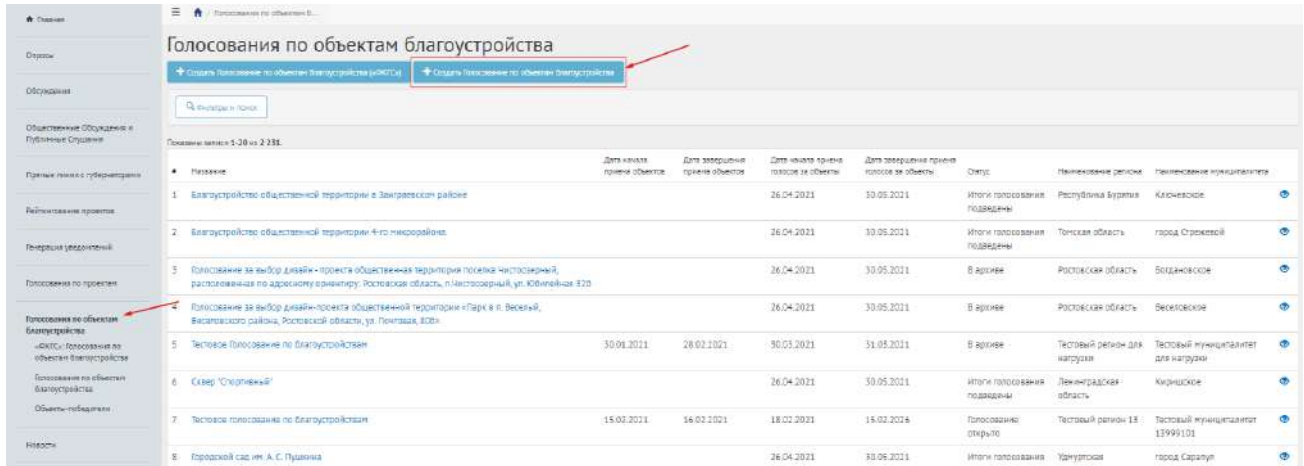 Главная
Опросы
Обсуждения
Общественные Обсуждения и
Публичные Слушания
Прямые линии с губернаторами
Рейтингование проектов
Генерация уведомлений
Голосования по проектам
Голосования по объектам
благоустройства
«ФКГС»: Голосования по
объектам благоустройства
Голосования по объектам
благоустройства
Объекты-победители
Новости
/ Голосования по объектам б...
Голосования по объектам благоустройства
+ Создать Голосование по объектам благоустройства («ФКГС»)
+ Создать Голосование по объектам благоустройства
Фильтры и поиск
Показаны записи 1-20 из 2 231.
# Название Дата начала приема объектов Дата завершения приема объектов Дата начала приема голосов за объекты Дата завершения приема голосов за объекты Статус Наименование региона Наименование муниципалитета
1 Благоустройство общественной территории в Заиграевском районе 26.04.2021 30.05.2021 Итоги голосования подведены Республика Бурятия Ключевское
2 Благоустройство общественной территории 4-го микрорайона. 26.04.2021 30.05.2021 Итоги голосования подведены Томская область город Стрежевой
3 Голосование за выбор дизайн - проекта общественная территория поселка Чистоозерный, 26.04.2021 30.05.2021 В архиве Ростовская область Богдановское
расположенная по адресному ориентиру: Ростовская область, п.Чистоозерный, ул. Юбилейная 32б
4 Голосование за выбор дизайн-проекта общественной территории «Парк в п. Веселый, 26.04.2021 30.05.2021 В архиве Ростовская область Веселовское
Веселовского района, Ростовской области, ул. Почтовая,
5 Тестовое Голосование по благоустройствам 30.01.2021 28.02.2021 30.03.2021 31.03.2021 В архиве Тестовый регион для нагрузки Тестовый муниципалитет для нагрузки
6 Сквер "Спортивный" 26.04.2021 30.05.2021 Итоги голосования подведены Ленинградская область Киришское
7 Тестовое голосование по благоустройствам 15.02.2021 16.02.2021 18.02.2021 Голосование открыто Тестовый регион 13 Тестовый муниципалитет 13999101
8 Городской сад им. А. С. Пушкина 26.04.2021 30.05.2021 Итоги голосования Удмуртская город Сарапул